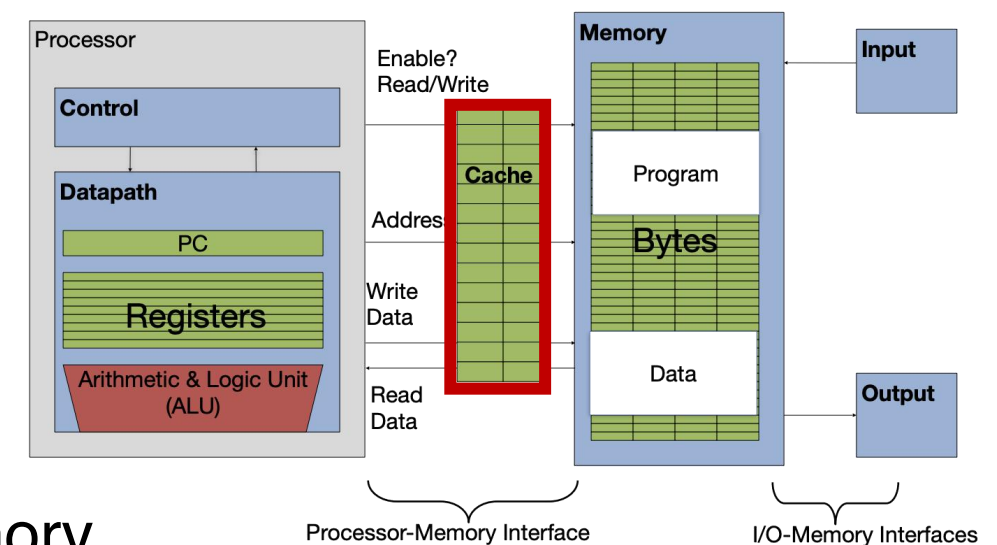 Processor
Control
Datapath
PC
Registers
Arithmetic & Logic Unit
(ALU)
Enable?
Read/Write
Cache
Write
Data
Read
Data
Memory
Program
Bytes
Data
Input
Output
Processor-Memory Interface
I/O-Memory Interfaces